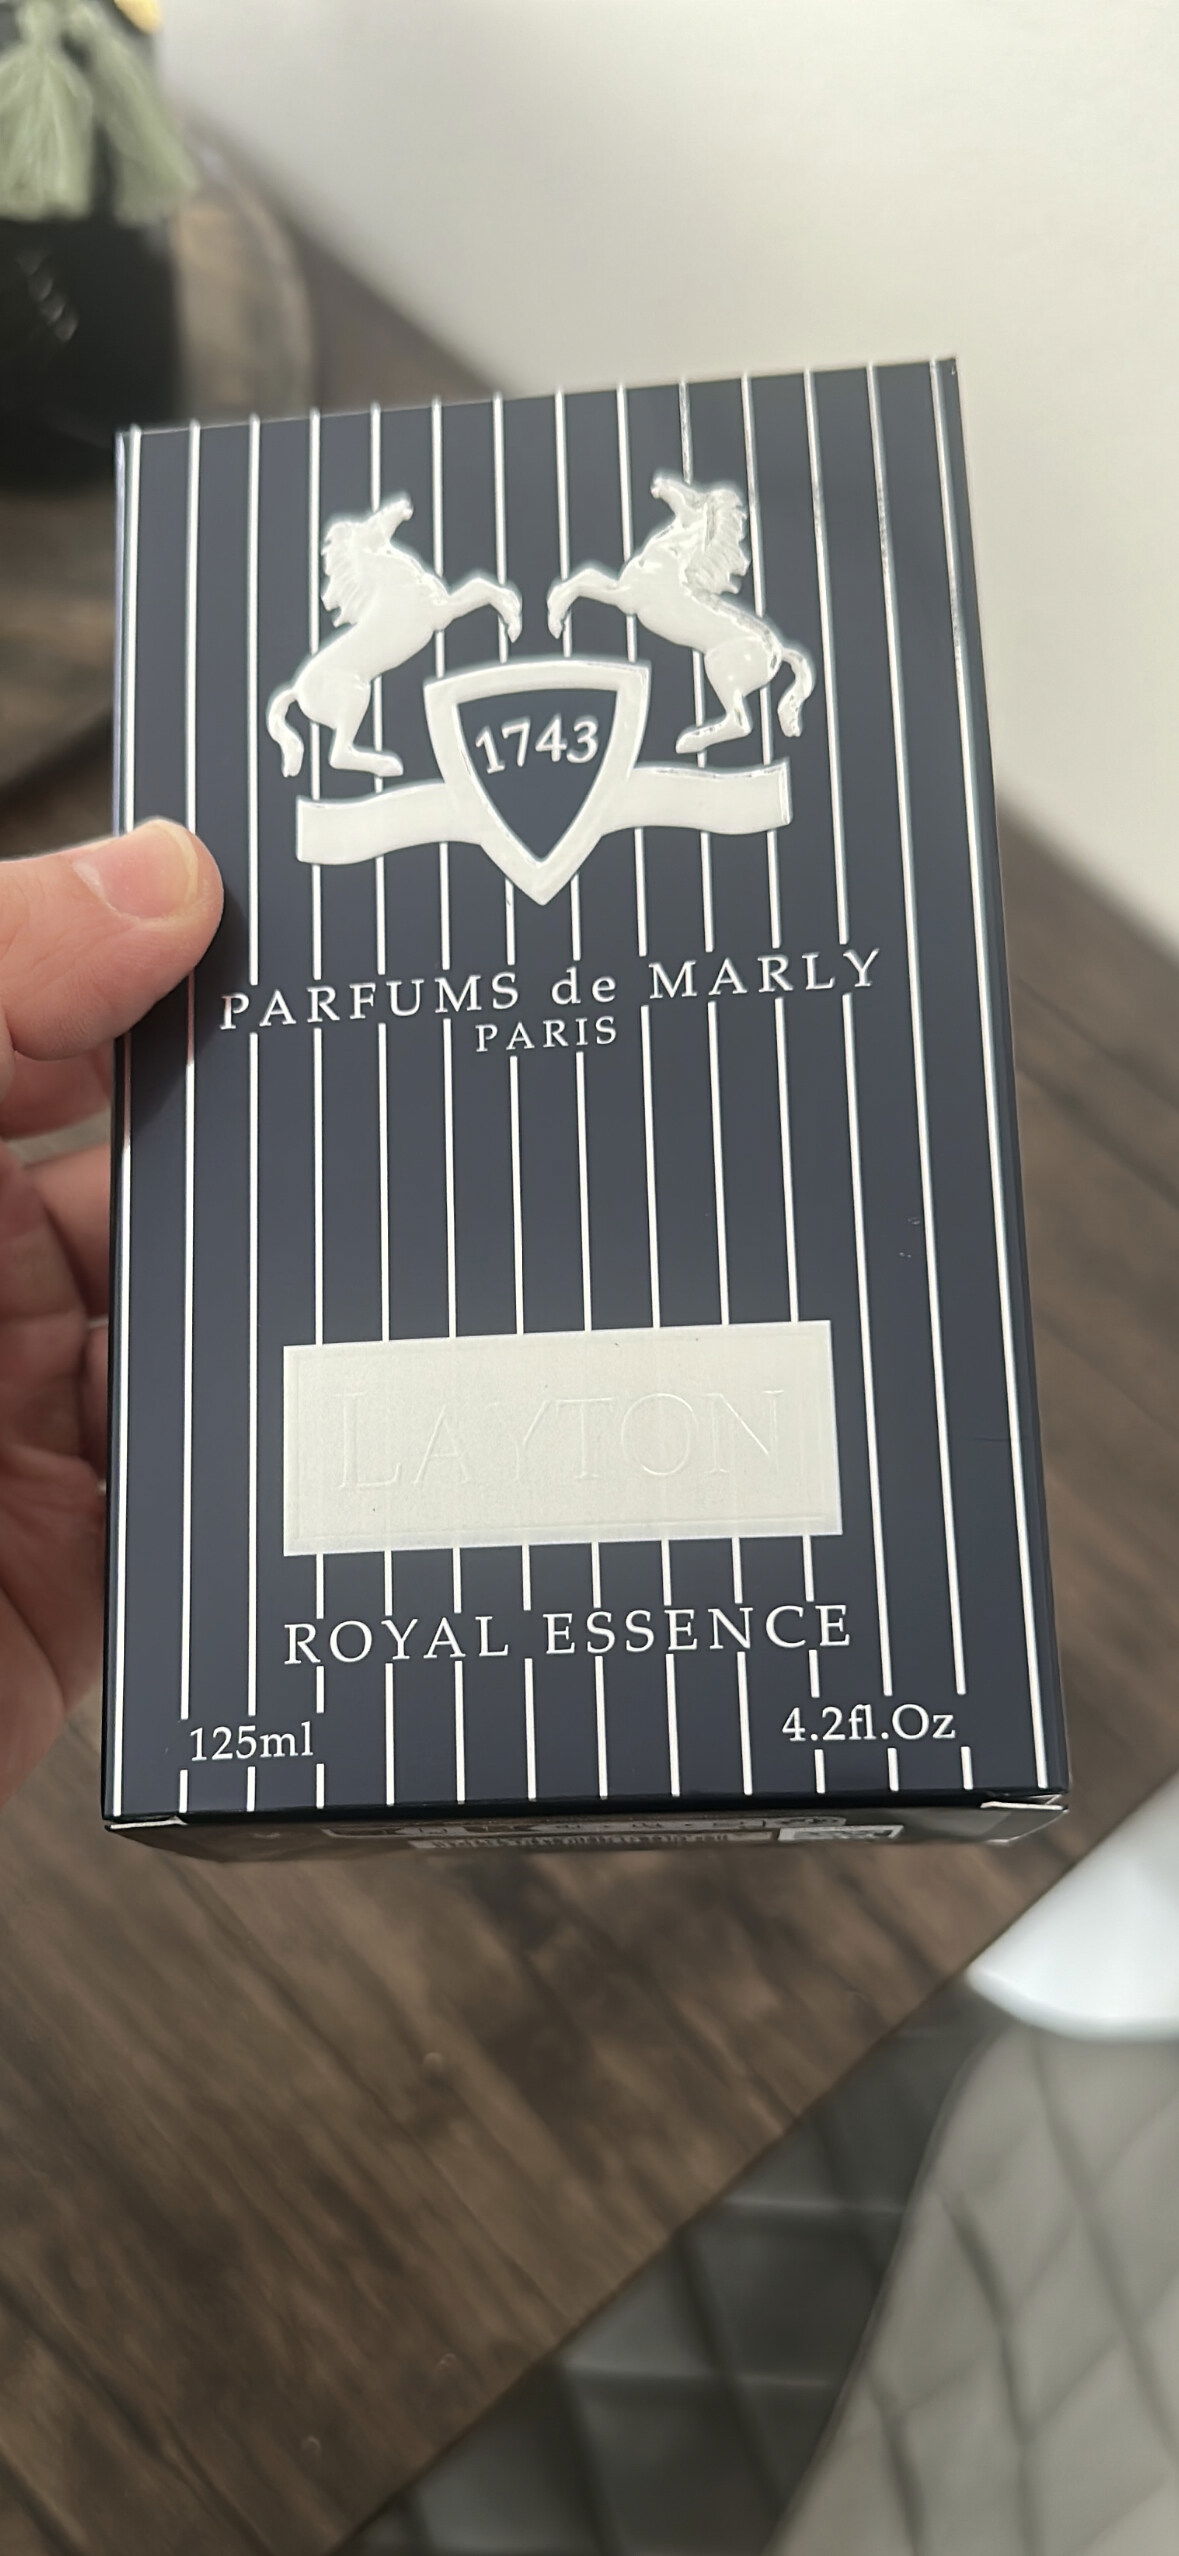 1743
PARFUMS de MARLY
PARIS
LAYTON
ROYAL ESSENCE
125ml 4.2fl.Oz